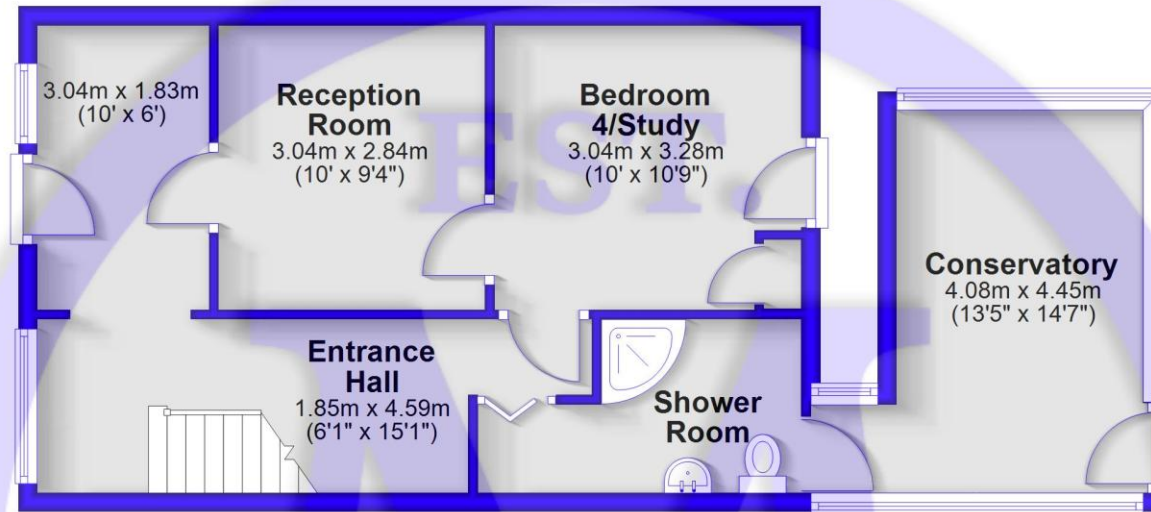 3.04m x 1.83m
(10' x 6')
Reception
Room
3.04m x 2.84m
(10' x 9'4")
Bedroom
4/Study
3.04m x 3.28m
(10' x 10'9")
EST.
Conservatory
4.08m x 4.45m
(13'5" x 14'7")
Entrance
Hall
1.85m x 4.59m
(6'1" x 15'1")
Shower
Room